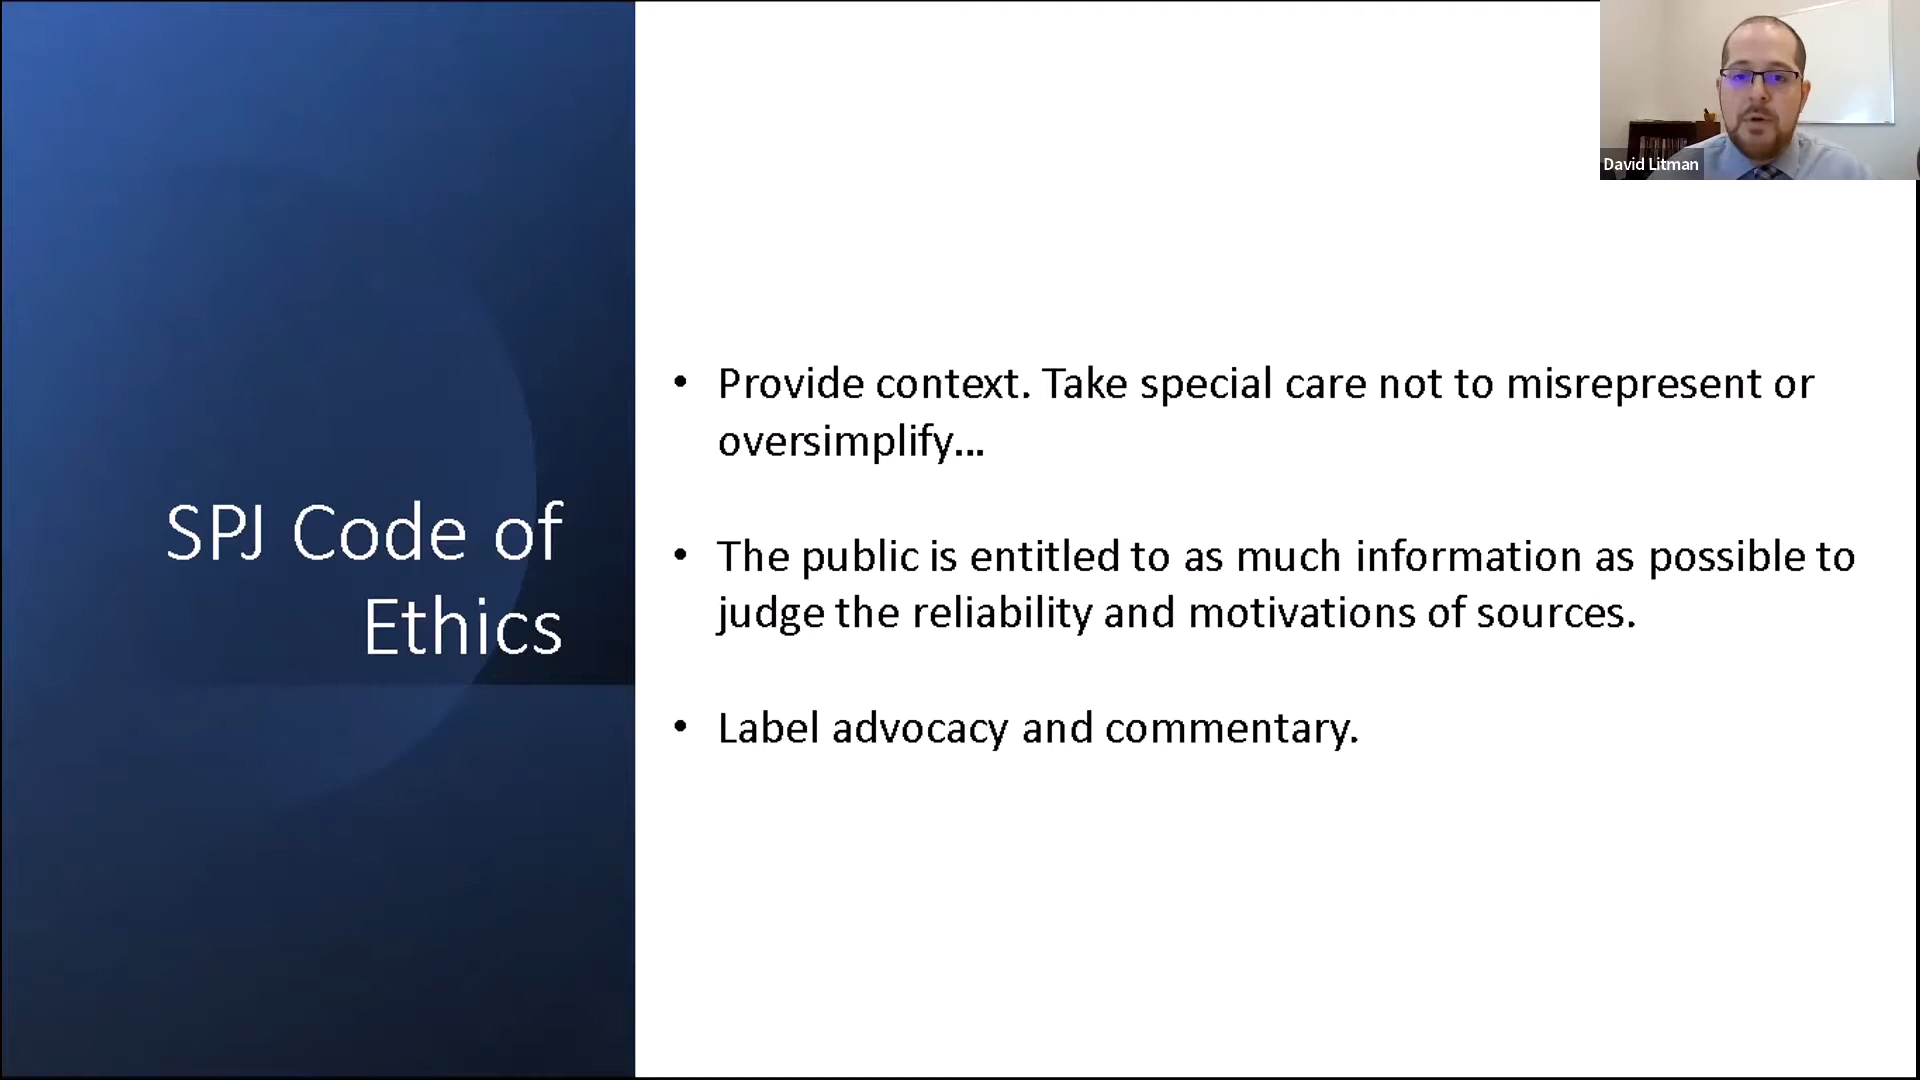 SPJ Code of
Ethics
• Provide context. Take special care not to misrepresent or
oversimplify...
• The public is entitled to as much information as possible to
judge the reliability and motivations of sources.
• Label advocacy and commentary.
David Litman